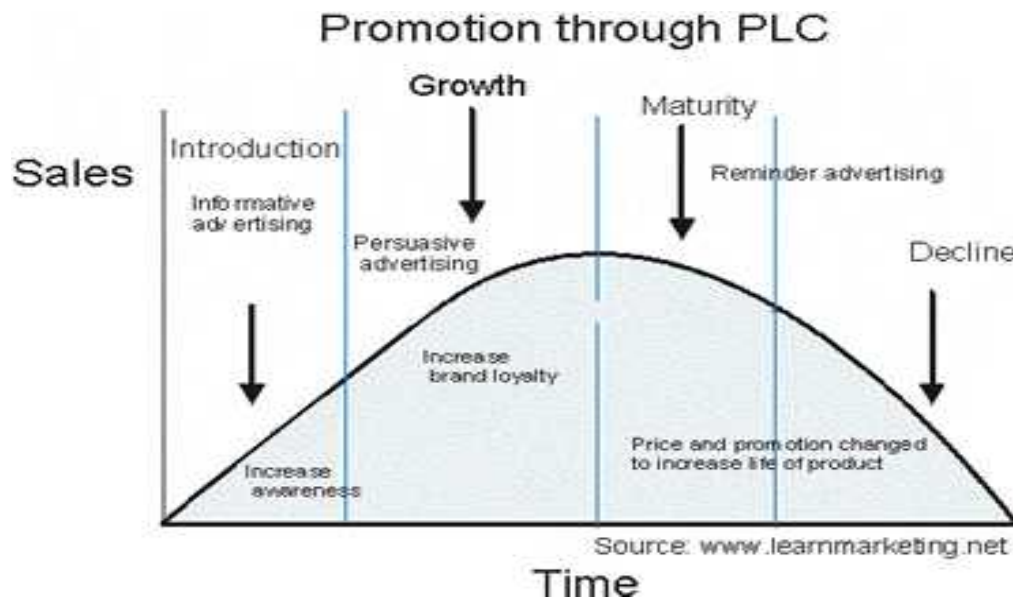 Promotion through PLC
Growth
Maturity
Introduction
Sales
Reminder advertising
Informative
advertising
Persuasive
advertising
Decline
Increase
brand loyalty
Price and promotion changed
to increase life of product
Increase
awareness
Source: www.learnmarketing.net
Time